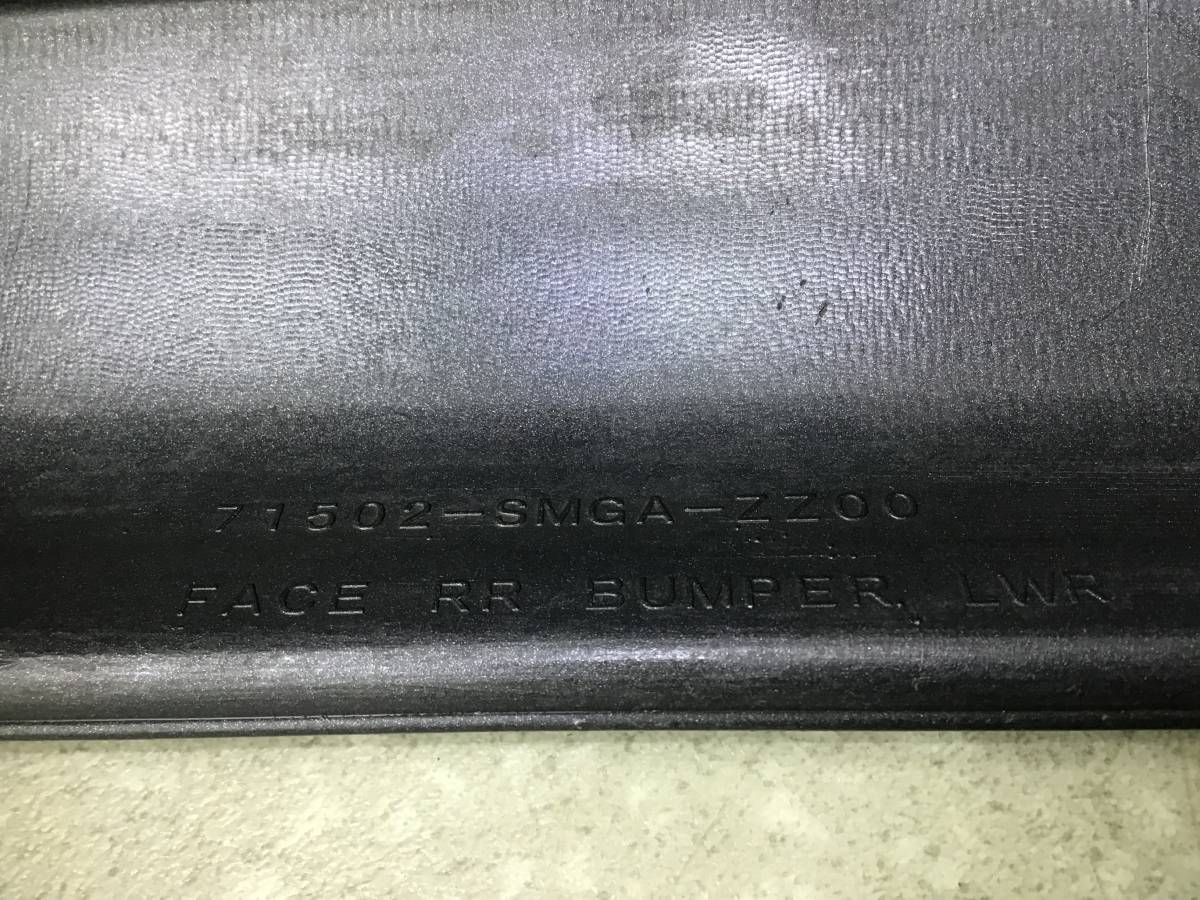 71502-SMGA-ZZ00
FACE RR BUMPER, LWR